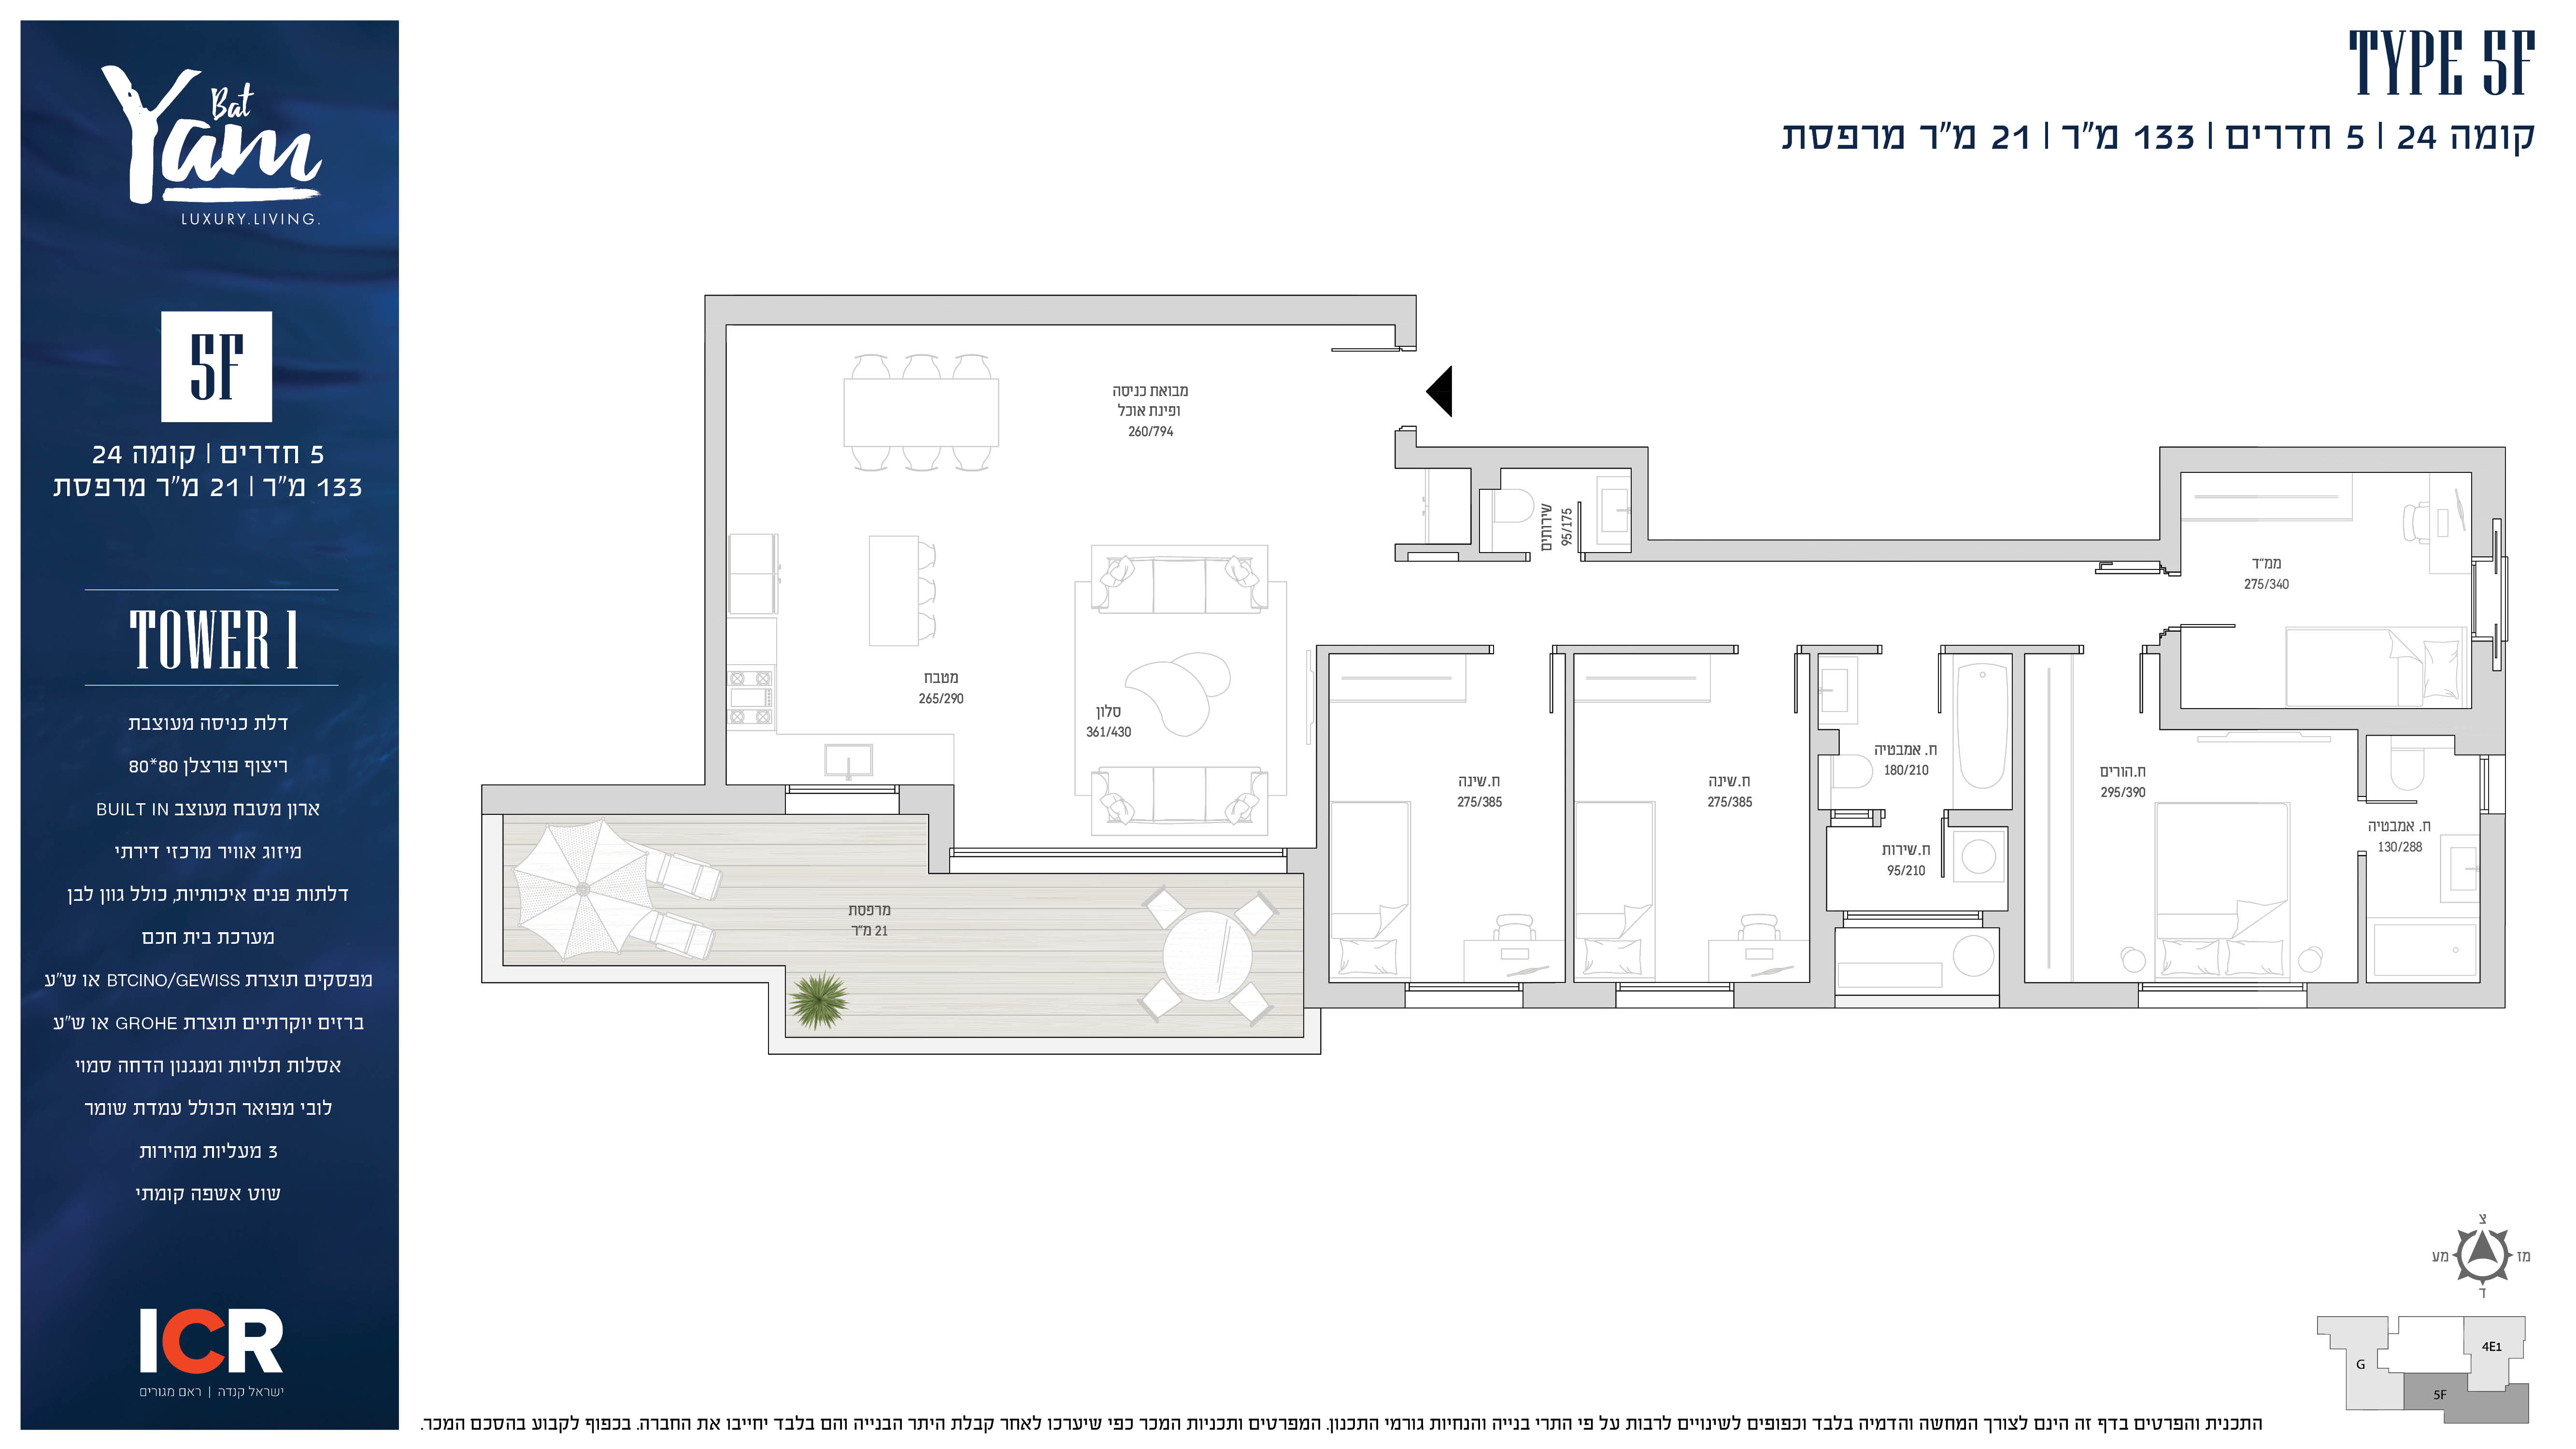 Bat
Yam
LUXURY.LIVING.
5F
5 חדרים | קומה 24
133 מ"ר | 21 מ"ר מרפסת
TOWER 1
דלת כניסה מעוצבת
ריצוף פורצלן 80*80
ארון מטבח מעוצב BUILT IN
מיזוג אוויר מרכזי דירתי
דלתות פנים איכותיות, כולל גוון לבן
מערכת בית חכם
מפסקים תוצרת BTCINO/GEWISS או ש"ע
ברזים יוקרתיים תוצרת GROHE או ש"ע
אסלות תלויות ומנגנון הדחה סמוי
לובי מפואר הכולל עמדת שומר
3 מעליות מהירות
שוט אשפה קומתי
ICR
ישראל קנדה | ראם מגורים
TYPE 5F
קומה 24 | 5 חדרים | 133 מ"ר | 21 מ"ר מרפסת
מבואת כניסה
ופינת אוכל
260/794
שירותים
95/175
ממ"ד
275/340
מטבח
265/290
סלון
361/430
ח.שינה
275/385
ח.שינה
275/385
ח. אמבטיה
180/210
ח.שירות
95/210
ח.הורים
295/390
ח. אמבטיה
130/288
מרפסת
21 מ"ר
צ
מע
מז
ד
4E1
G
5F
התכנית והפרטים בדף זה הינם לצורך המחשה והדמיה בלבד וכפופים לשינויים לרבות על פי התרי בנייה והנחיות גורמי התכנון. המפרטים ותכניות המכר כפי שיערכו לאחר קבלת היתר הבנייה והם בלבד יחייבו את החברה. בכפוף לקבוע בהסכם המכר.